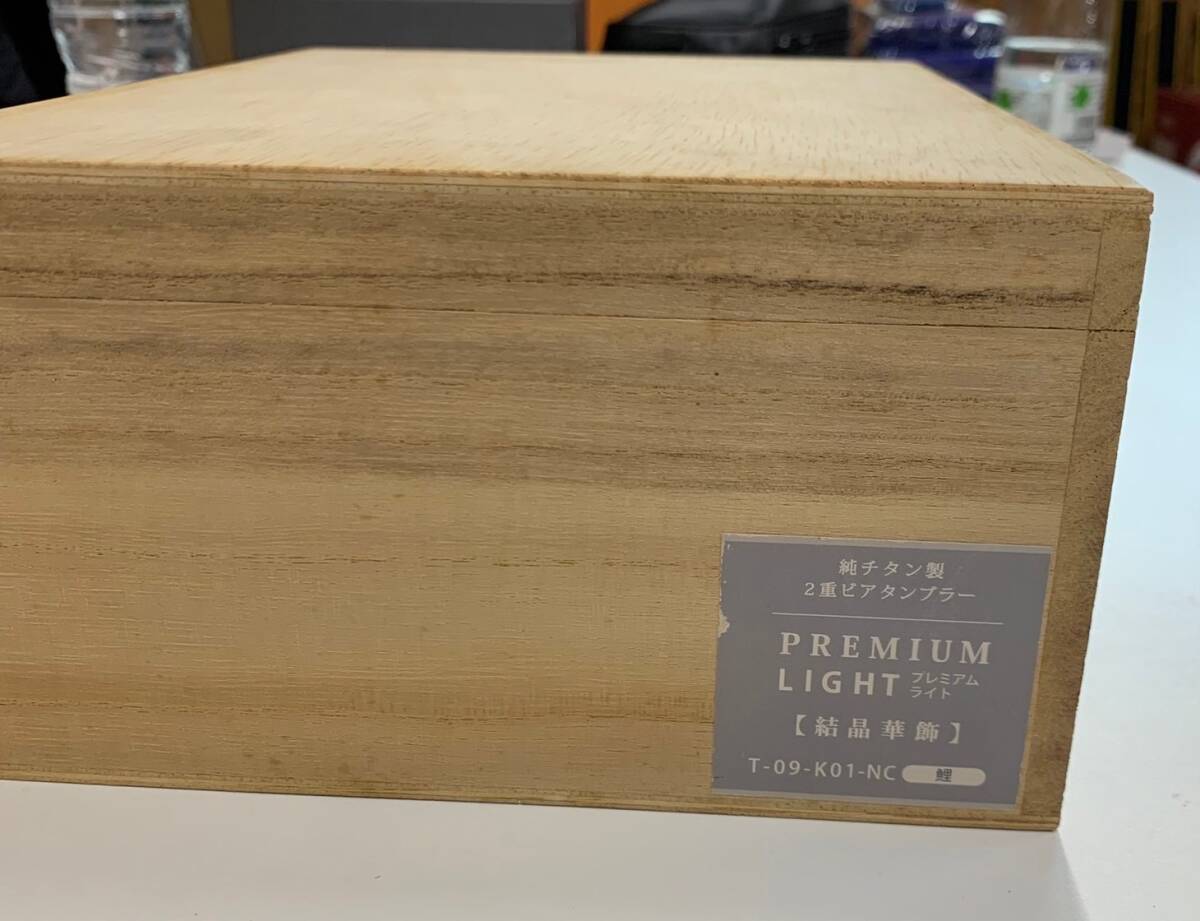 純チタン製
2重ビアタンブラー
PREMIUM
LIGHT プレミアム
ライト
【結晶華飾】
T-09-K01-NC 鯉